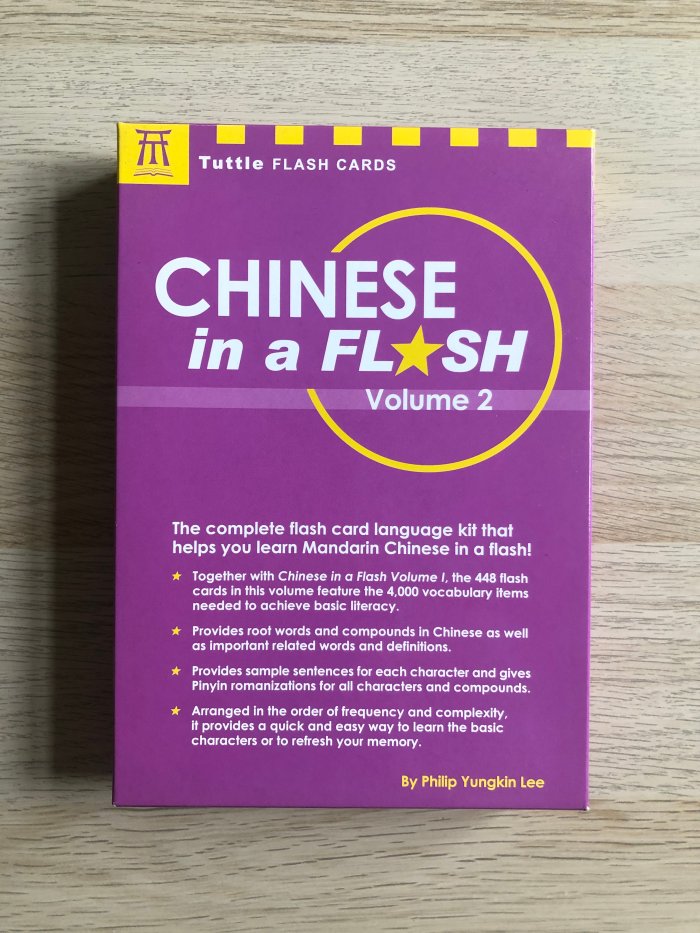 Tuttle FLASH CARDS
CHINESE
in a FL★SH
Volume 2
The complete flash card language kit that
helps you learn Mandarin Chinese in a flash!
★ Together with Chinese in a Flash Volume I, the 448 flash
cards in this volume feature the 4,000 vocabulary items
needed to achieve basic literacy.
★ Provides root words and compounds in Chinese as well
as important related words and definitions.
★ Provides sample sentences for each character and gives
Pinyin romanizations for all characters and compounds.
★ Arranged in the order of frequency and complexity,
it provides a quick and easy way to learn the basic
characters or to refresh your memory.
By Philip Yungkin Lee